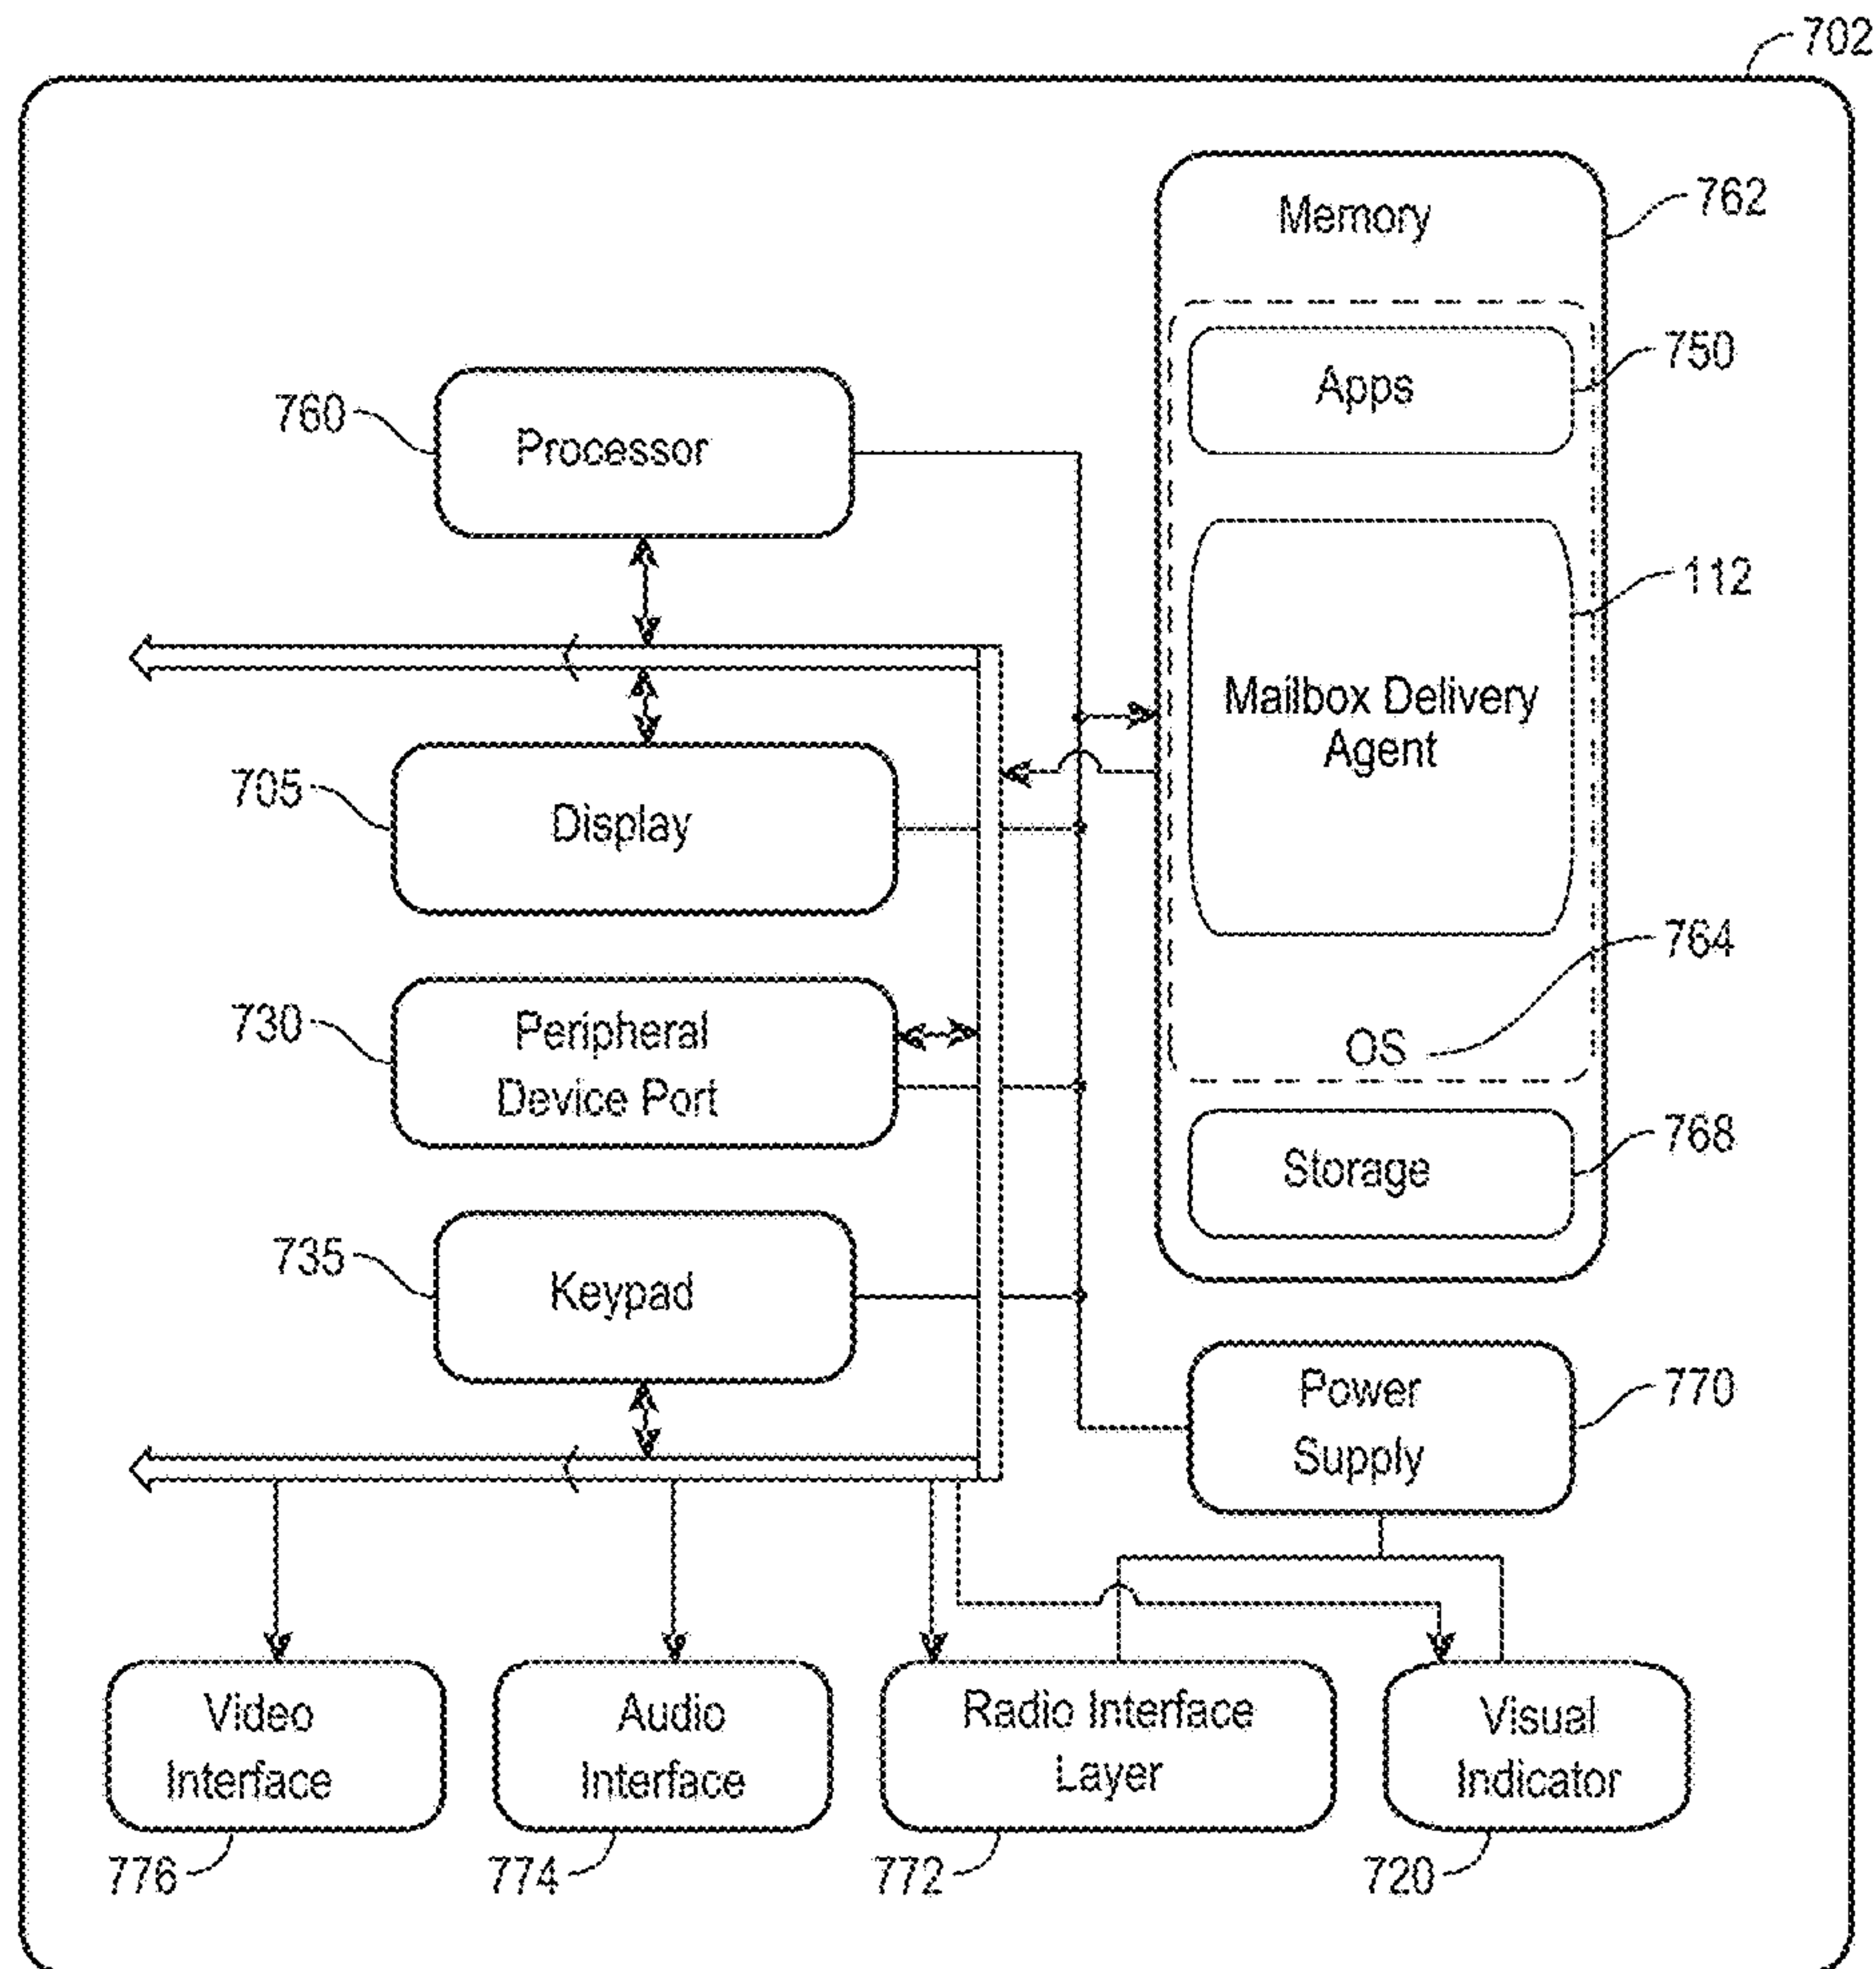 702
Memory
762
Apps
750
760
Processor
112
Mailbox Delivery
Agent
705
Display
764
730
Peripheral
Device Port
OS
768
Storage
735
Keypad
Power
Supply
770
Video
Interface
Audio
Interface
Radio Interface
Layer
Visual
Indicator
776
774
772
720